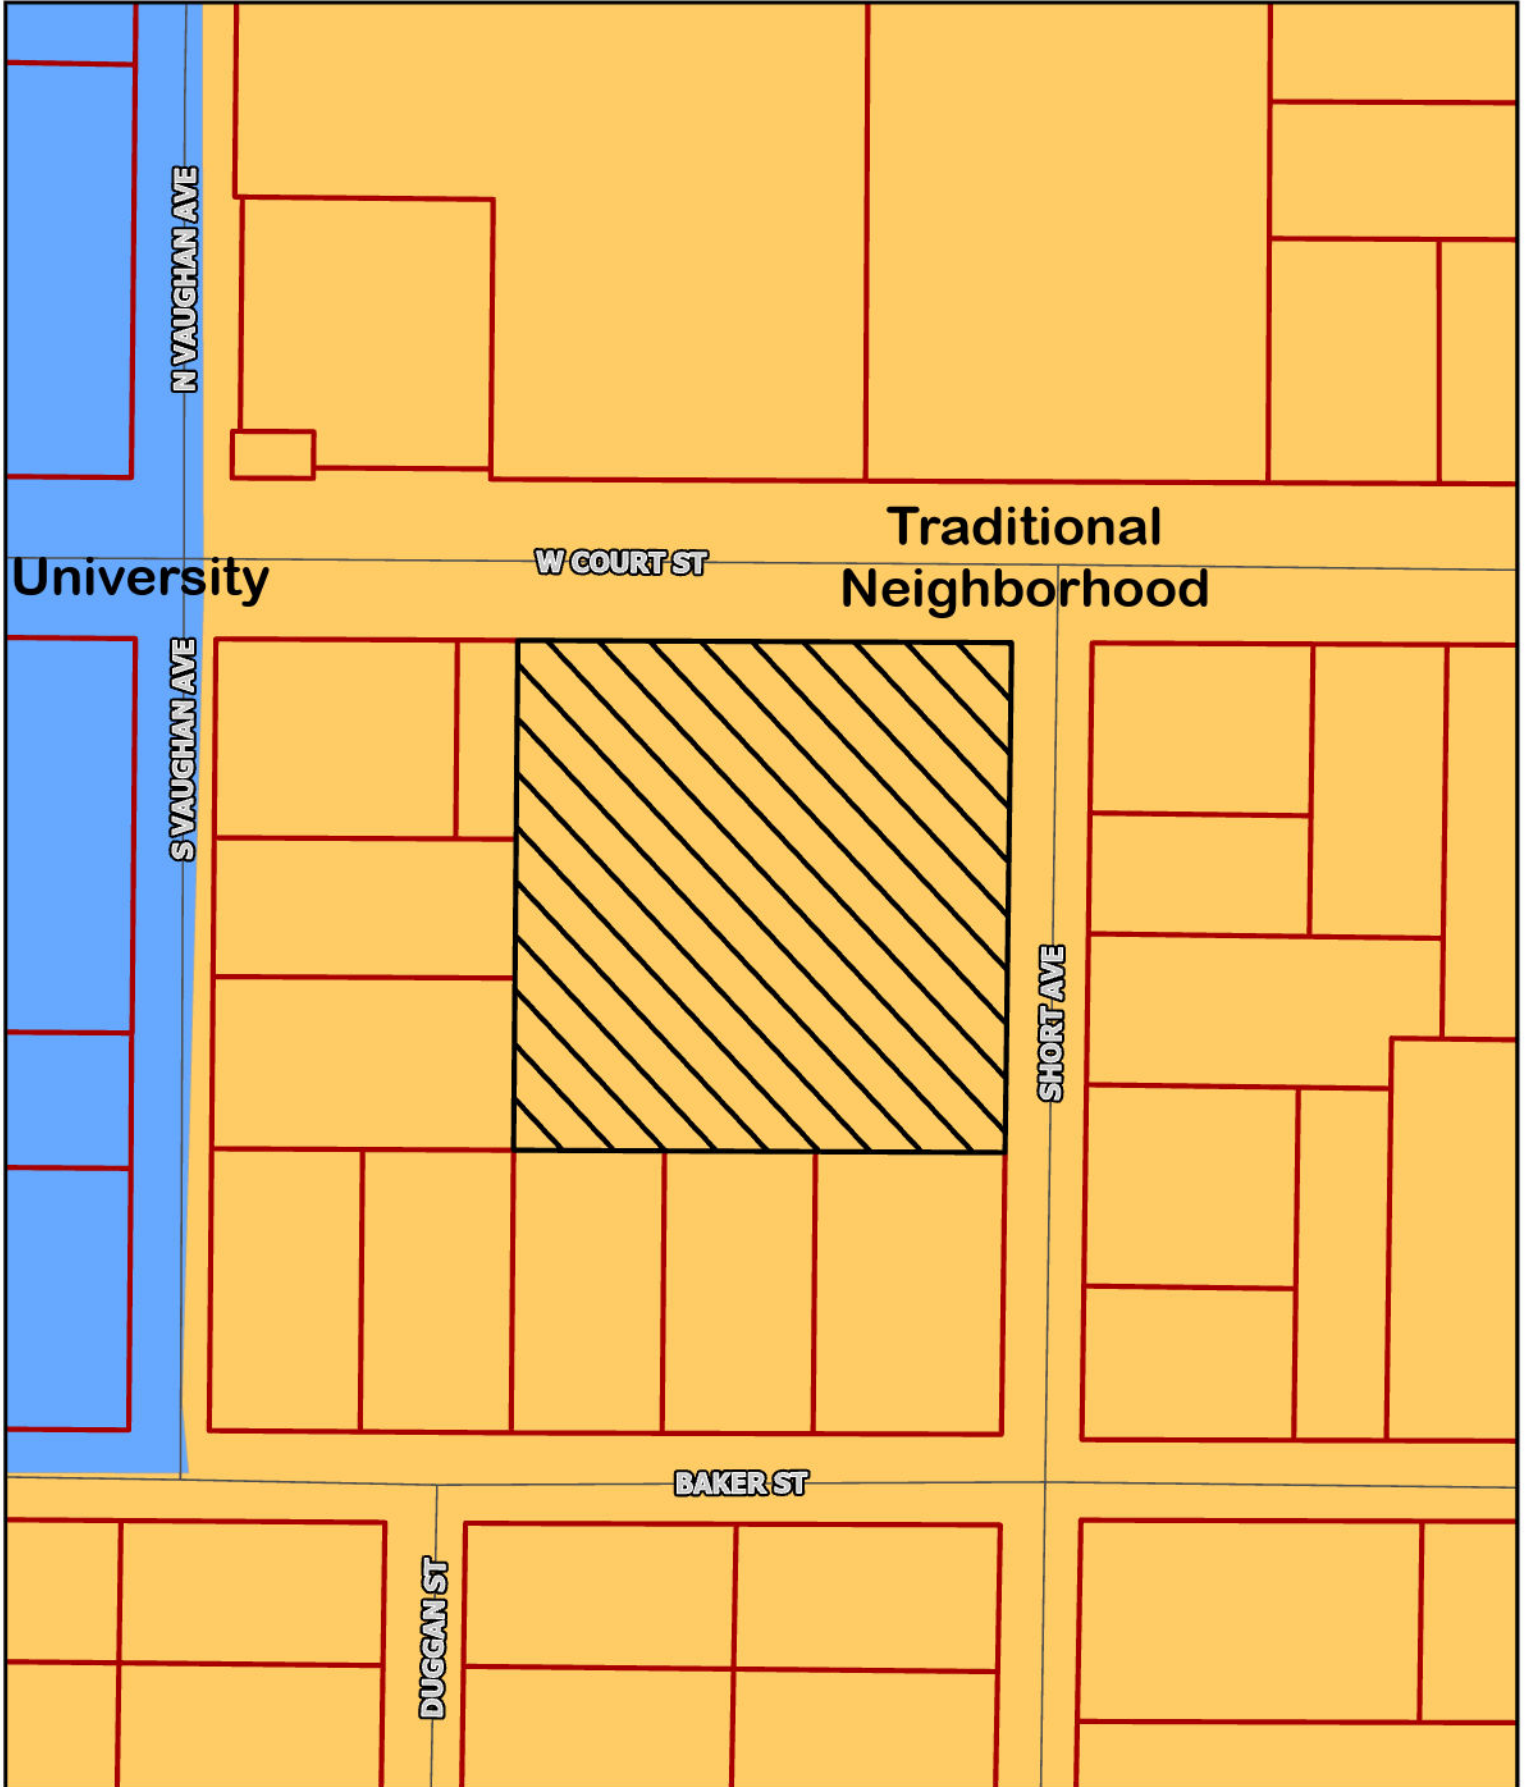 N VAUGHAN AVE
Traditional
Neighborhood
W COURT ST
University
S VAUGHAN AVE
SHORT AVE
BAKER ST
DUGGAN ST